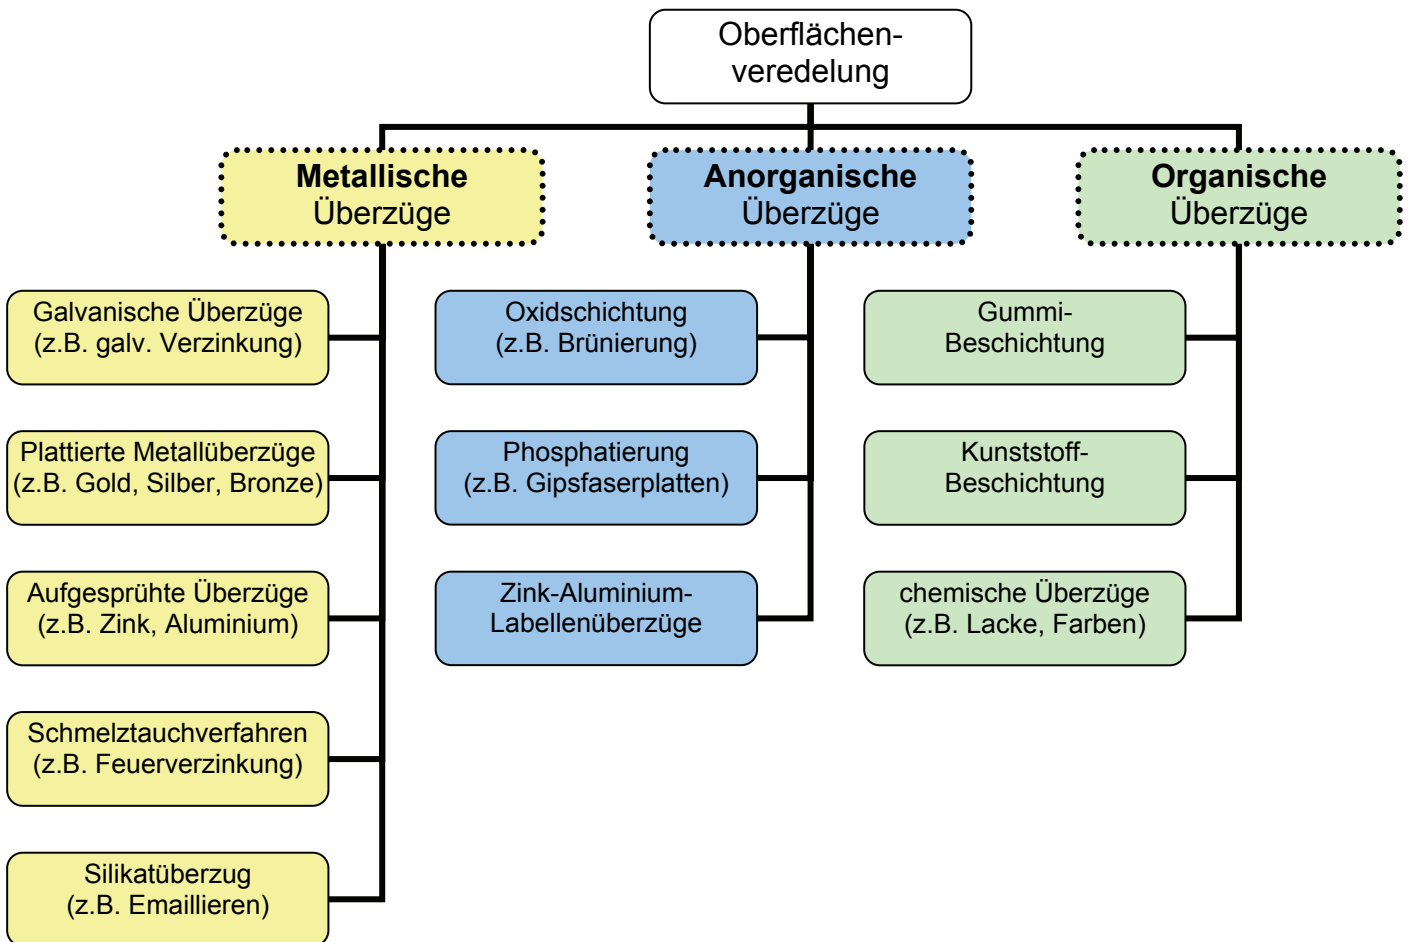 Oberflächen-
veredelung
Metallische
Überzüge
Anorganische
Überzüge
Organische
Überzüge
Galvanische Überzüge
(z.B. galv. Verzinkung)
Plattierte Metallüberzüge
(z.B. Gold, Silber, Bronze)
Aufgesprühte Überzüge
(z.B. Zink, Aluminium)
Schmelztauchverfahren
(z.B. Feuerverzinkung)
Silikatüberzug
(z.B. Emaillieren)
Oxidschichtung
(z.B. Brünierung)
Phosphatierung
(z.B. Gipsfaserplatten)
Zink-Aluminium-
Labellenüberzüge
Gummi-
Beschichtung
Kunststoff-
Beschichtung
chemische Überzüge
(z.B. Lacke, Farben)